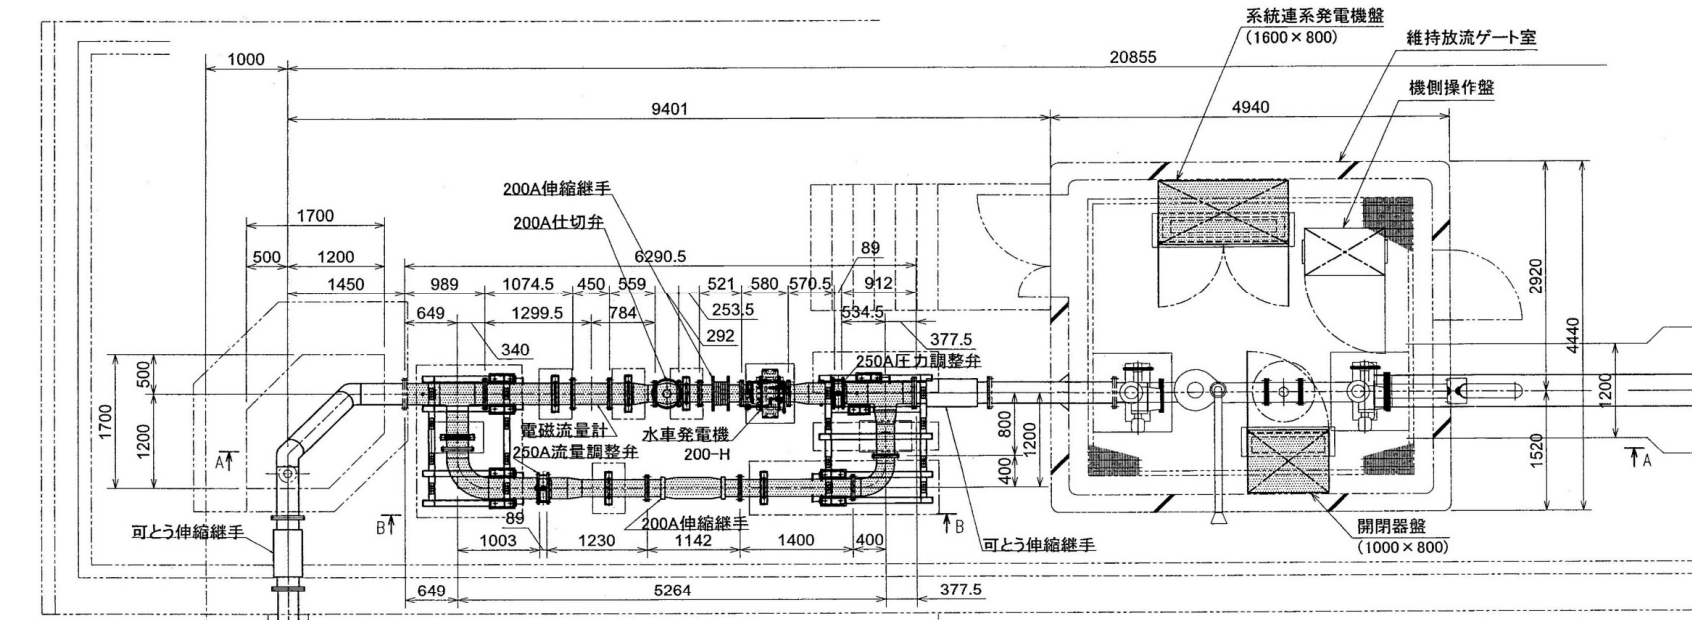 系統連系発電機盤
(1600×800)
維持放流ゲート室
1000
20855
機側操作盤
9401
4940
200A伸縮継手
1700
200A仕切弁
89
6290.5
500
1200
1450
989
1074.5
450
559
521
580
570.5
912
253.5
649
1299.5
784
534.5
292
377.5
340
250A圧力調整弁
2920
4440
500
1700
1200
800
1200
400
1200
1520
電磁流量計
水車発電機
200-H
250A流量調整弁
A
A
B
B
89
200A伸縮継手
可とう伸縮継手
可とう伸縮継手
開閉器盤
(1000×800)
1003
1230
1142
1400
400
649
5264
377.5